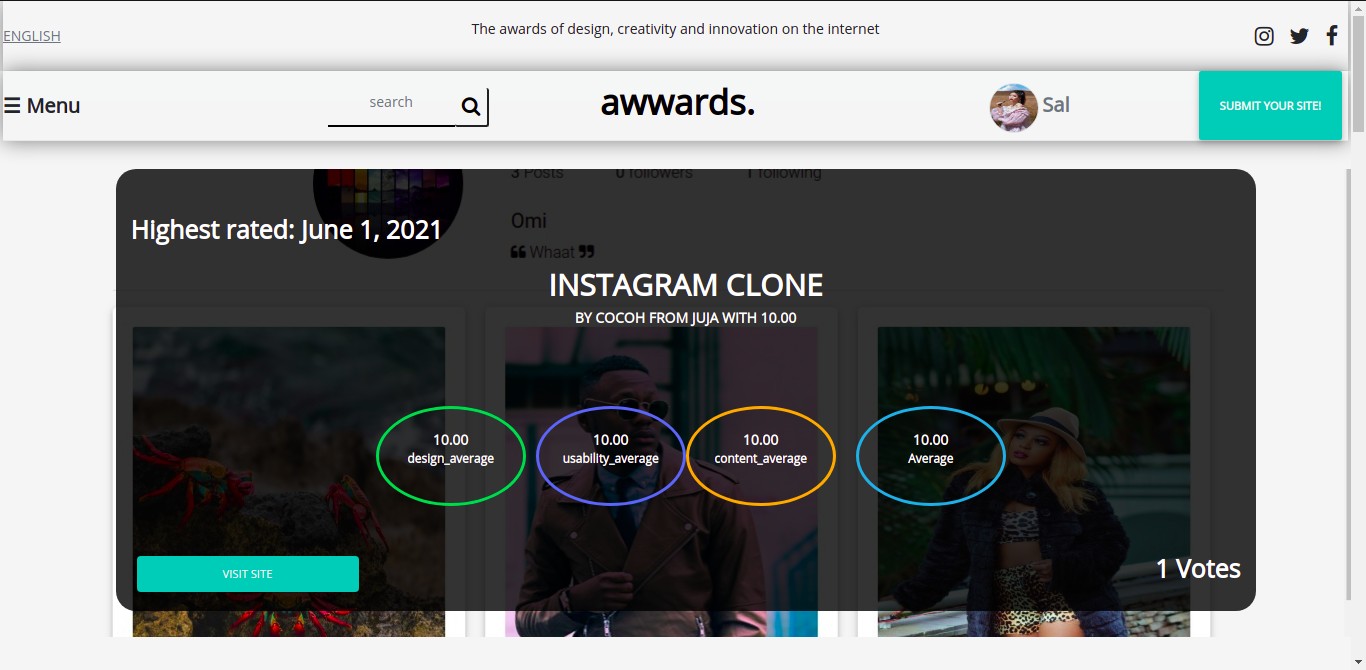 The awards of design, creativity and innovation on the internet
ENGLISH
Menu
search
awwards.
Sal
SUBMIT YOUR SITE!
3 Posts
0 followers
1 following
Highest rated: June 1, 2021
Omi
Whaat
INSTAGRAM CLONE
BY COCOH FROM JUJA WITH 10.00
10.00
design_average
10.00
usability_average
10.00
content_average
10.00
Average
VISIT SITE
1 Votes